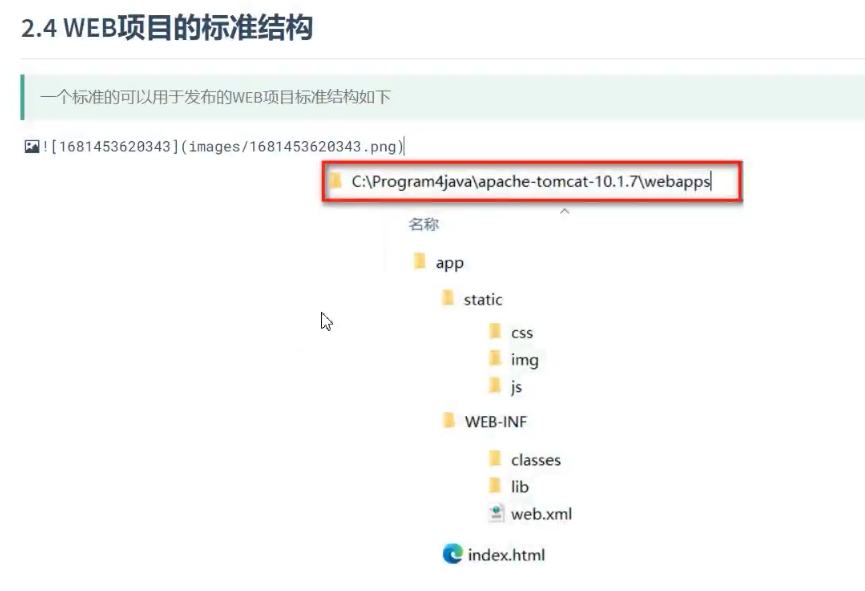 2.4 WEB项目的标准结构
一个标准的可以用于发布的WEB项目标准结构如下
![1681453620343](images/1681453620343.png)
C:\Program4java\apache-tomcat-10.1.7\webapps
名称
app
static
css
img
js
WEB-INF
classes
lib
web.xml
index.html